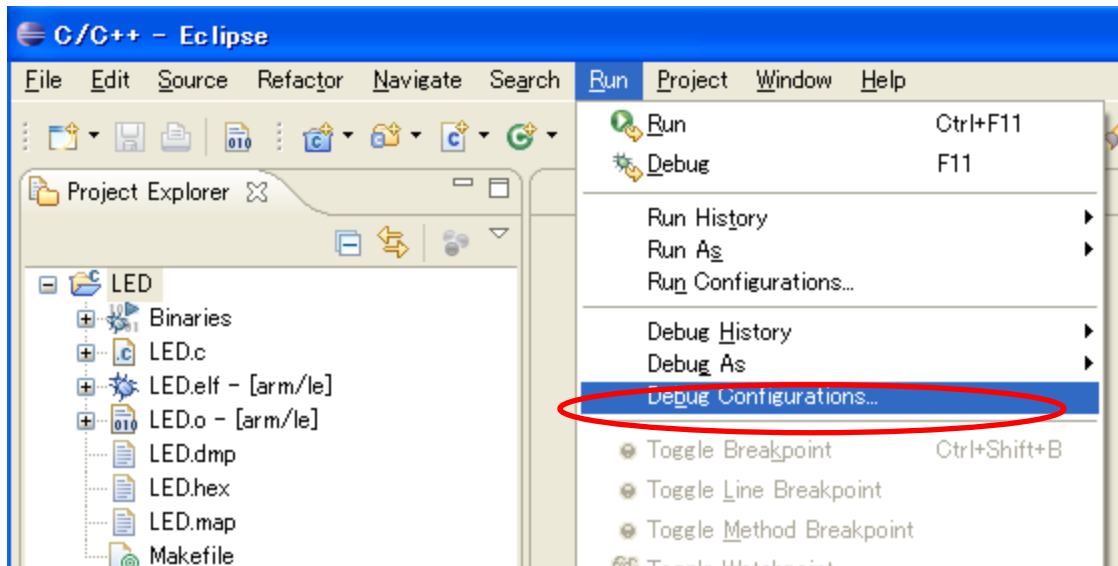 C/C++ - Eclipse
File Edit Source Refactor Navigate Search Run Project Window Help
Project Explorer
LED
Binaries
LED.c
LED.elf - [arm/le]
LED.o - [arm/le]
LED.dmp
LED.hex
LED.map
Makefile
Run Ctrl+F11
Debug F11
Run History
Run As
Run Configurations...
Debug History
Debug As
Debug Configurations...
Toggle Breakpoint Ctrl+Shift+B
Toggle Line Breakpoint
Toggle Method Breakpoint
Toggle Watchpoint